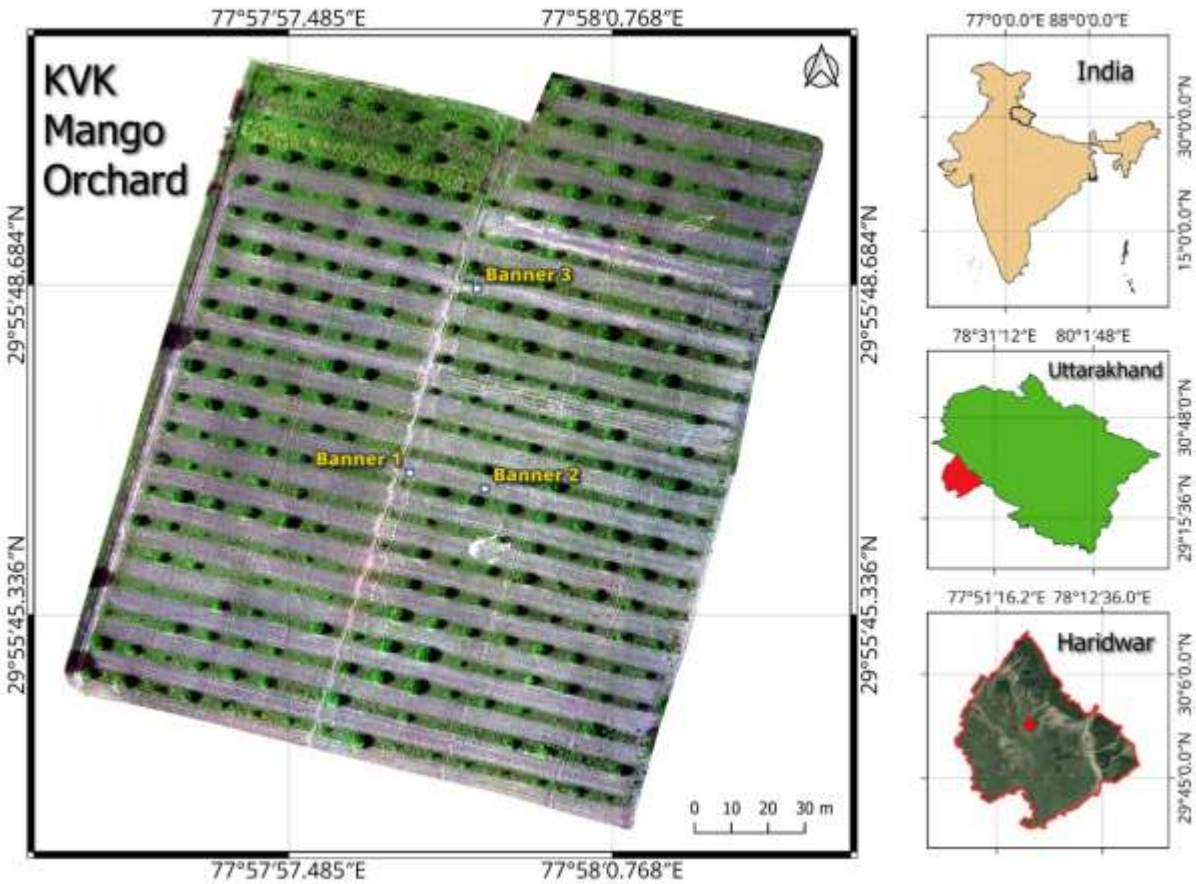 77°57′57.485″E 77°58′0.768″E
KVK
Mango
Orchard
29°55′48.684″N
29°55′48.684″N
Banner 3
Banner 1
Banner 2
29°55′45.336″N
29°55′45.336″N
0 10 20 30 m
77°57′57.485″E 77°58′0.768″E
77°0′0.0″E 88°0′0.0″E
India
30°0′0.0″N
15°0′0.0″N
78°31′12″E 80°1′48″E
Uttarakhand
30°48′0″N
29°15′36″N
77°51′16.2″E 78°12′36.0″E
Haridwar
30°6′0.0″N
29°45′0.0″N